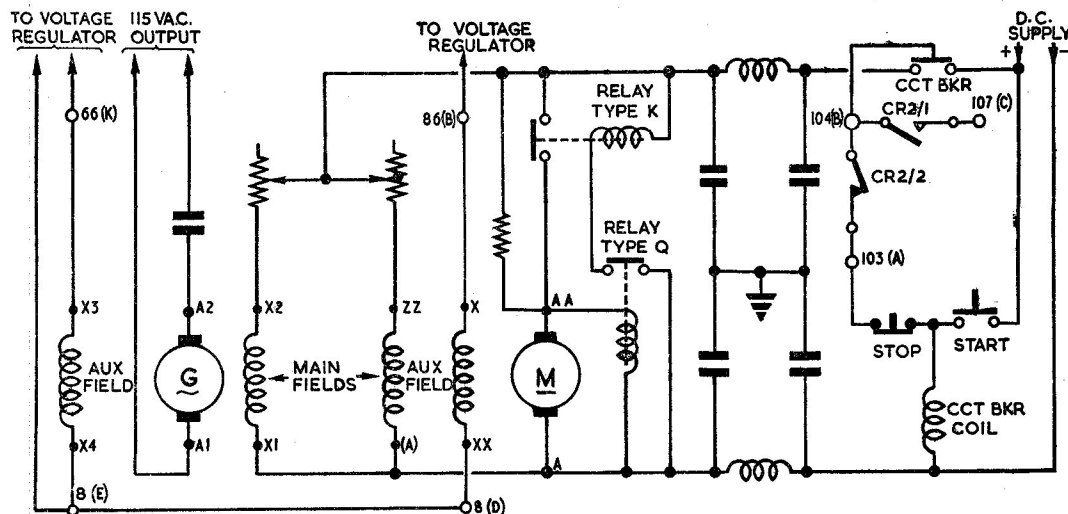 TO VOLTAGE
REGULATOR
115 V.A.C.
OUTPUT
TO VOLTAGE
REGULATOR
D.C.
SUPPLY
+
-
CCT BKR
66 (K)
86(B)
RELAY
TYPE K
104(B)
CR2/1
107 (C)
CR2/2
RELAY
TYPE Q
103 (A)
X3
A2
X2
ZZ
X
A A
STOP
START
AUX
FIELD
G
~
MAIN
FIELDS
AUX
FIELD
M
CCT BKR
COIL
X4
A1
X1
(A)
XX
A
8 (E)
8 (D)